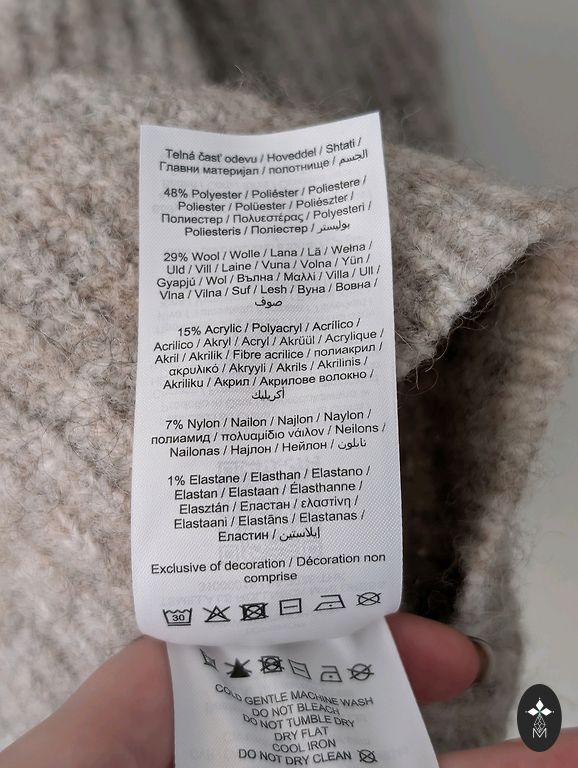 Telná časť odevu / Hoveddel / Shtati /
Главни материјал / полотнище / الجسم
48% Polyester / Poliéster / Poliestere /
Poliester / Polüester / Poliészter /
Полиестер / Πολυεστέρας / Polyesteri /
Poliesteris / Поліестер / بوليستر
29% Wool / Wolle / Lana / Lã / Wełna /
Uld / Vill / Laine / Vuna / Volna / Yün /
Gyapjú / Wol / Вълна / Μαλλί / Villa / Ull /
Vlna / Vilna / Suf / Lesh / Вуна / Вовна /
صوف
15% Acrylic / Polyacryl / Acrílico /
Acrilico / Akryl / Acryl / Akrüül / Acrylique /
Akril / Akrilik / Fibre acrilice / полиакрил /
ακρυλικό / Akryyli / Akrils / Akrilinis /
Akriliku / Акрил / Акрилове волокно /
أكريليك
7% Nylon / Nailon / Najlon / Naylon /
полиамид / πολυαμίδιο νάιλον / Neilons /
Nailonas / Најлон / Нейлон / نايلون
1% Elastane / Elasthan / Elastano /
Elastan / Elastaan / Élasthanne /
Elasztán / Еластан / ελαστίνη /
Elastaani / Elastāns / Elastanas /
Еластин / إيلاستين
Exclusive of decoration / Décoration non
comprise
30
COLD GENTLE MACHINE WASH
DO NOT BLEACH
DO NOT TUMBLE DRY
DRY FLAT
COOL IRON
DO NOT DRY CLEAN
M